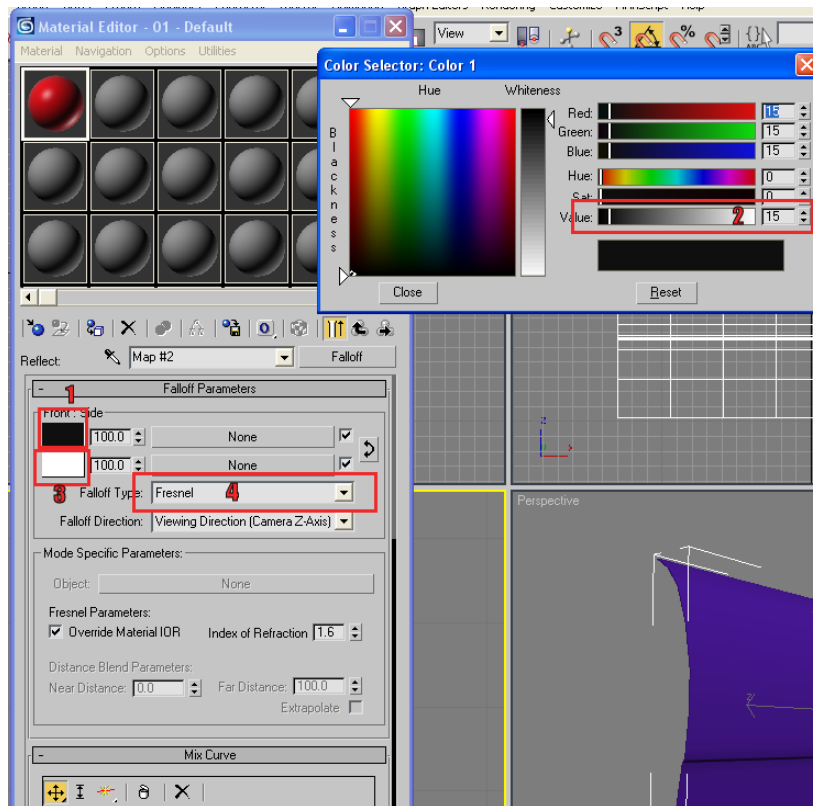 Material Editor - 01 - Default
Material Navigation Options Utilities
View
Color Selector: Color 1
Hue Whiteness
Blackness
Red: 15
Green: 15
Blue: 15
Hue: 0
Sat: 0
Value: 2 15
Close Reset
Reflect: Map #2 Falloff
- Falloff Parameters
1
Front : Side
100.0 None
100.0 None
3 Falloff Type: Fresnel 4
Falloff Direction: Viewing Direction (Camera Z-Axis)
Mode Specific Parameters:
Object: None
Fresnel Parameters:
Override Material IOR Index of Refraction 1.6
Distance Blend Parameters:
Near Distance: 0.0 Far Distance: 100.0
Extrapolate
- Mix Curve
Perspective
z
x